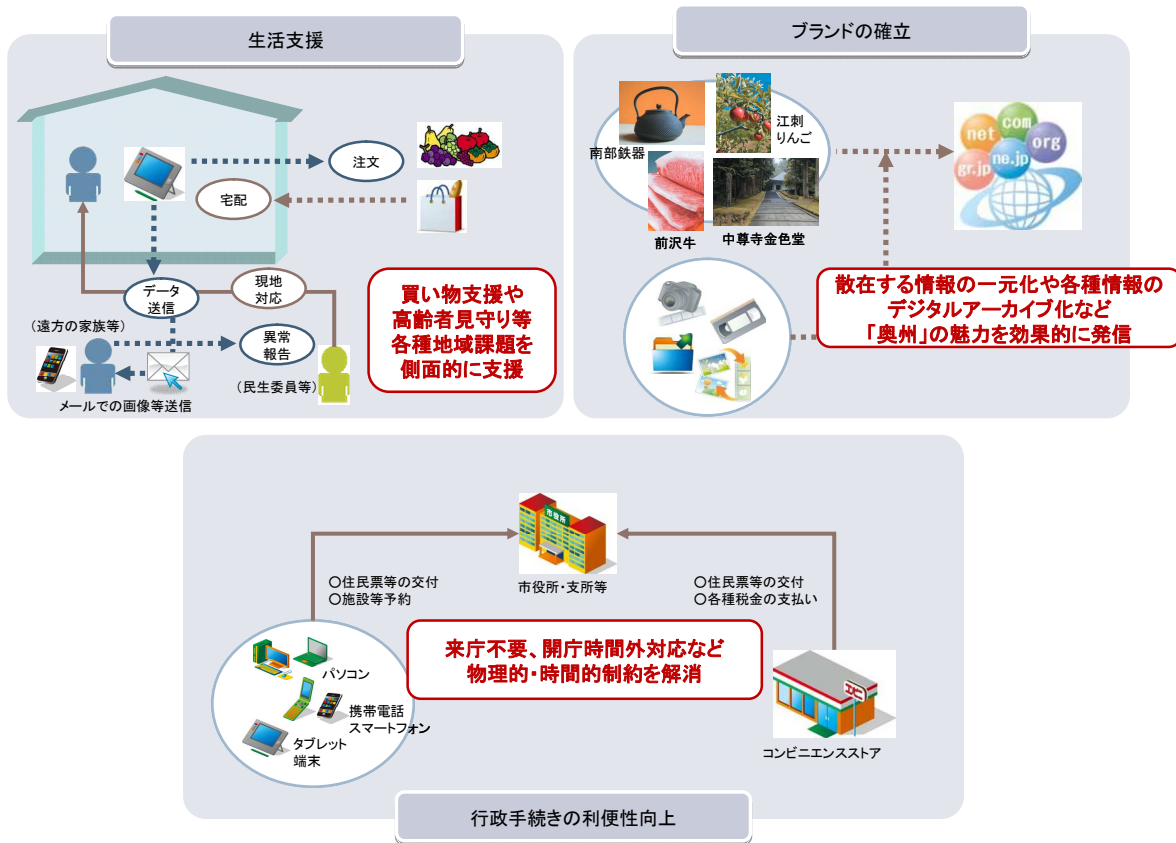 生活支援
注文
宅配
データ
送信
現地
対応
(遠方の家族等)
異常
報告
(民生委員等)
メールでの画像等送信
買い物支援や
高齢者見守り等
各種地域課題を
側面的に支援
ブランドの確立
南部鉄器
江刺
りんご
前沢牛
中尊寺金色堂
net
com
org
gr.jp
ne.jp
散在する情報の一元化や各種情報の
デジタルアーカイブ化など
「奥州」の魅力を効果的に発信
市役所
市役所・支所等
○住民票等の交付
○施設等予約
○住民票等の交付
○各種税金の支払い
来庁不要、開庁時間外対応など
物理的・時間的制約を解消
パソコン
携帯電話
スマートフォン
タブレット
端末
コンビニエンスストア
行政手続きの利便性向上